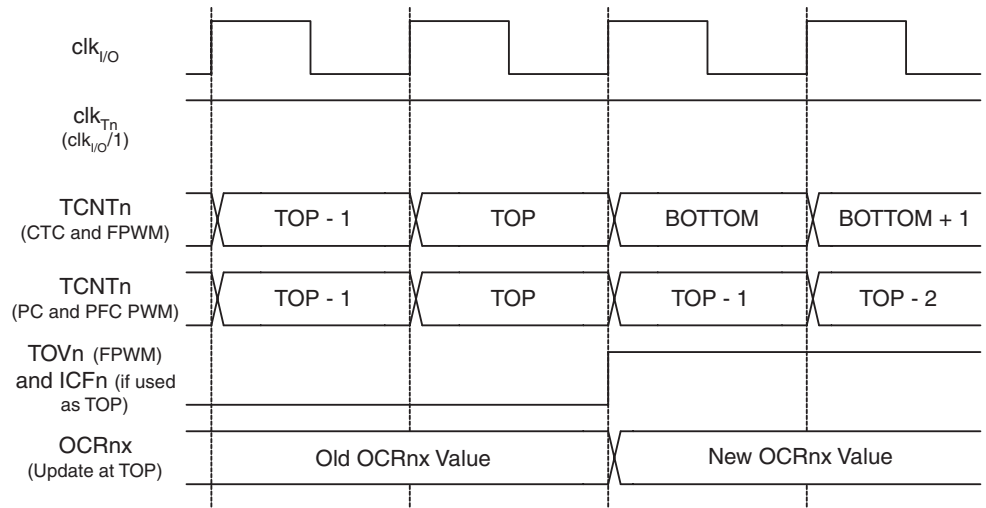 clkI/O
clkTn
(clkI/O/1)
TCNTn
(CTC and FPWM)
TOP - 1 TOP BOTTOM BOTTOM + 1
TCNTn
(PC and PFC PWM)
TOP - 1 TOP TOP - 1 TOP - 2
TOVn (FPWM)
and ICFn (if used
as TOP)
OCRnx
(Update at TOP)
Old OCRnx Value New OCRnx Value